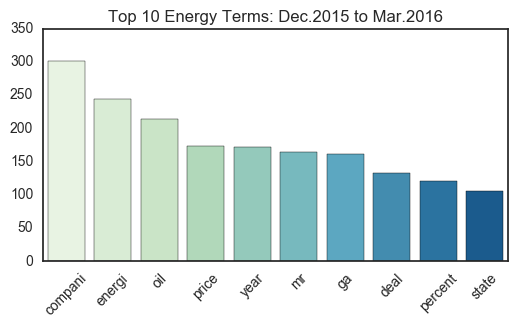 Top 10 Energy Terms: Dec.2015 to Mar.2016
350
300
250
200
150
100
50
0
compani
energi
oil
price
year
mr
ga
deal
percent
state